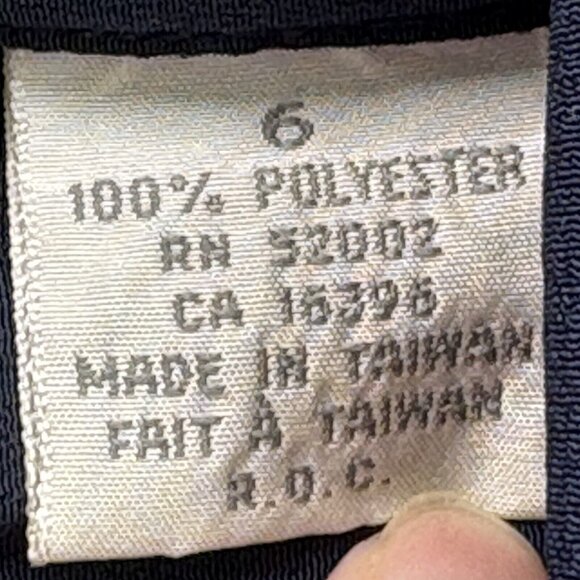 6
100% POLYESTER
RN 52002
CA 16396
MADE IN TAIWAN
FAIT À TAIWAN
R.O.C.